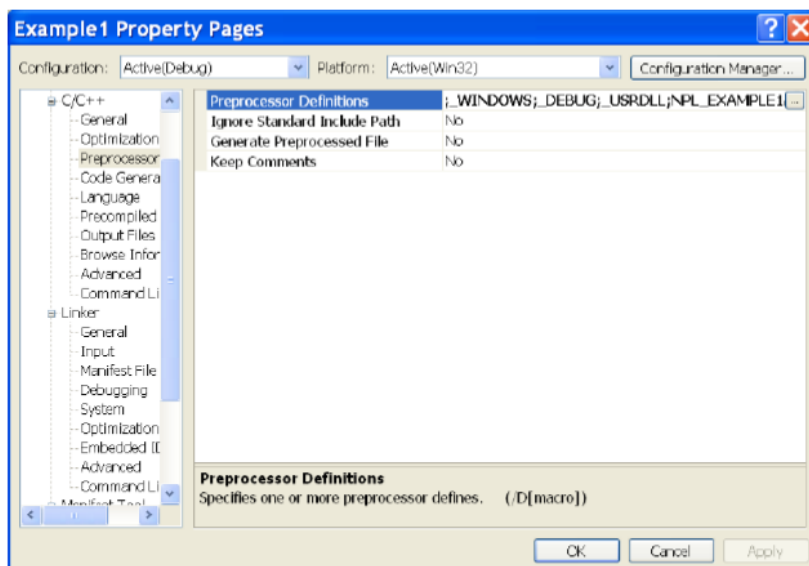 Example1 Property Pages
Configuration: Active(Debug) Platform: Active(Win32) Configuration Manager...
C/C++
General
Optimization
Preprocessor
Code Genera
Language
Precompiled
Output Files
Browse Infor
Advanced
Command Li
Linker
General
Input
Manifest File
Debugging
System
Optimization
Embedded ID
Advanced
Command Li
Manifest Tool
Preprocessor Definitions ;_WINDOWS;_DEBUG;_USRDLL;NPL_EXAMPLE1 ...
Ignore Standard Include Path No
Generate Preprocessed File No
Keep Comments No
Preprocessor Definitions
Specifies one or more preprocessor defines. (/D[macro])
OK Cancel Apply